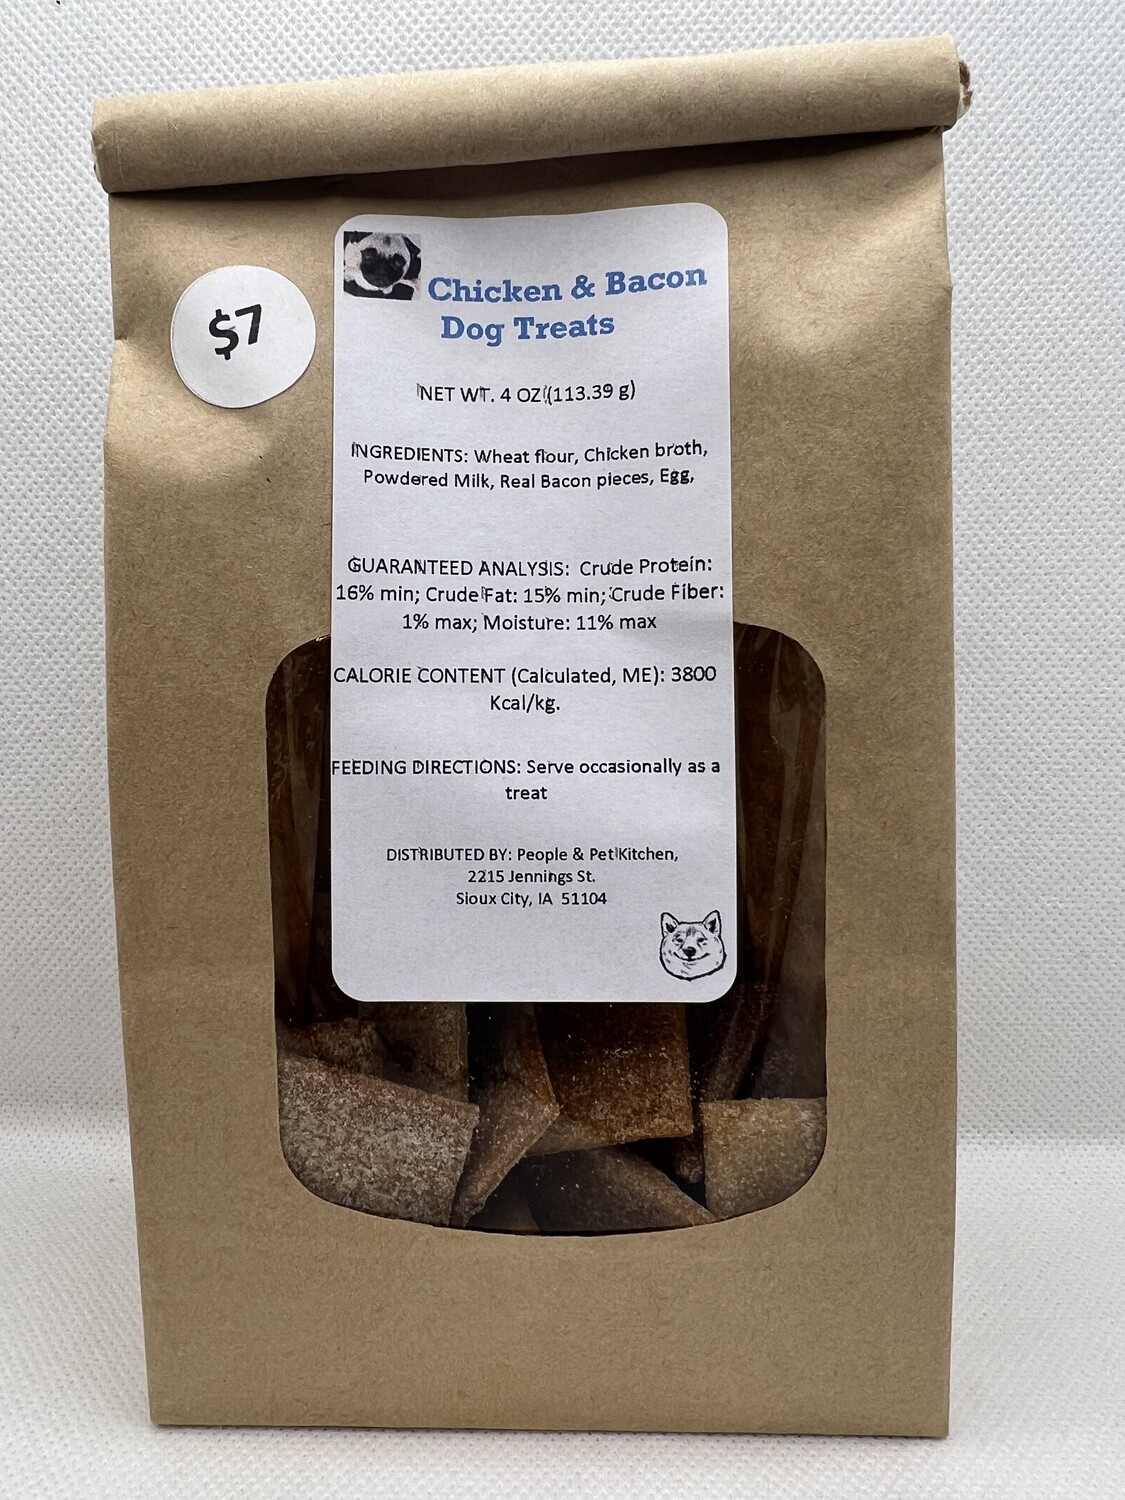 $7
Chicken & Bacon
Dog Treats
NET WT. 4 OZ (113.39 g)
INGREDIENTS: Wheat flour, Chicken broth,
Powdered Milk, Real Bacon pieces, Egg,
GUARANTEED ANALYSIS: Crude Protein:
16% min; Crude Fat: 15% min; Crude Fiber:
1% max; Moisture: 11% max
CALORIE CONTENT (Calculated, ME): 3800
Kcal/kg.
FEEDING DIRECTIONS: Serve occasionally as a
treat
DISTRIBUTED BY: People & Pet Kitchen,
2215 Jennings St.
Sioux City, IA 51104